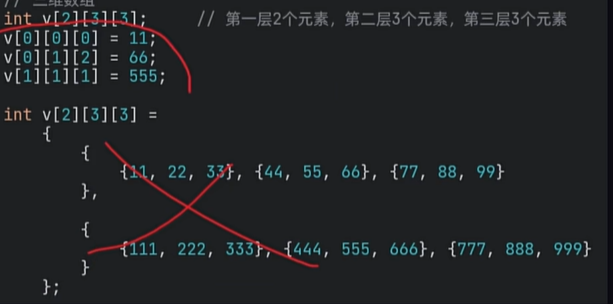 // 三维数组
int v[2][3][3];      // 第一层2个元素，第二层3个元素，第三层3个元素
v[0][0][0] = 11;
v[0][1][2] = 66;
v[1][1][1] = 555;
int v[2][3][3] =
{
{
{11, 22, 33}, {44, 55, 66}, {77, 88, 99}
},
{
{111, 222, 333}, {444, 555, 666}, {777, 888, 999}
}
};